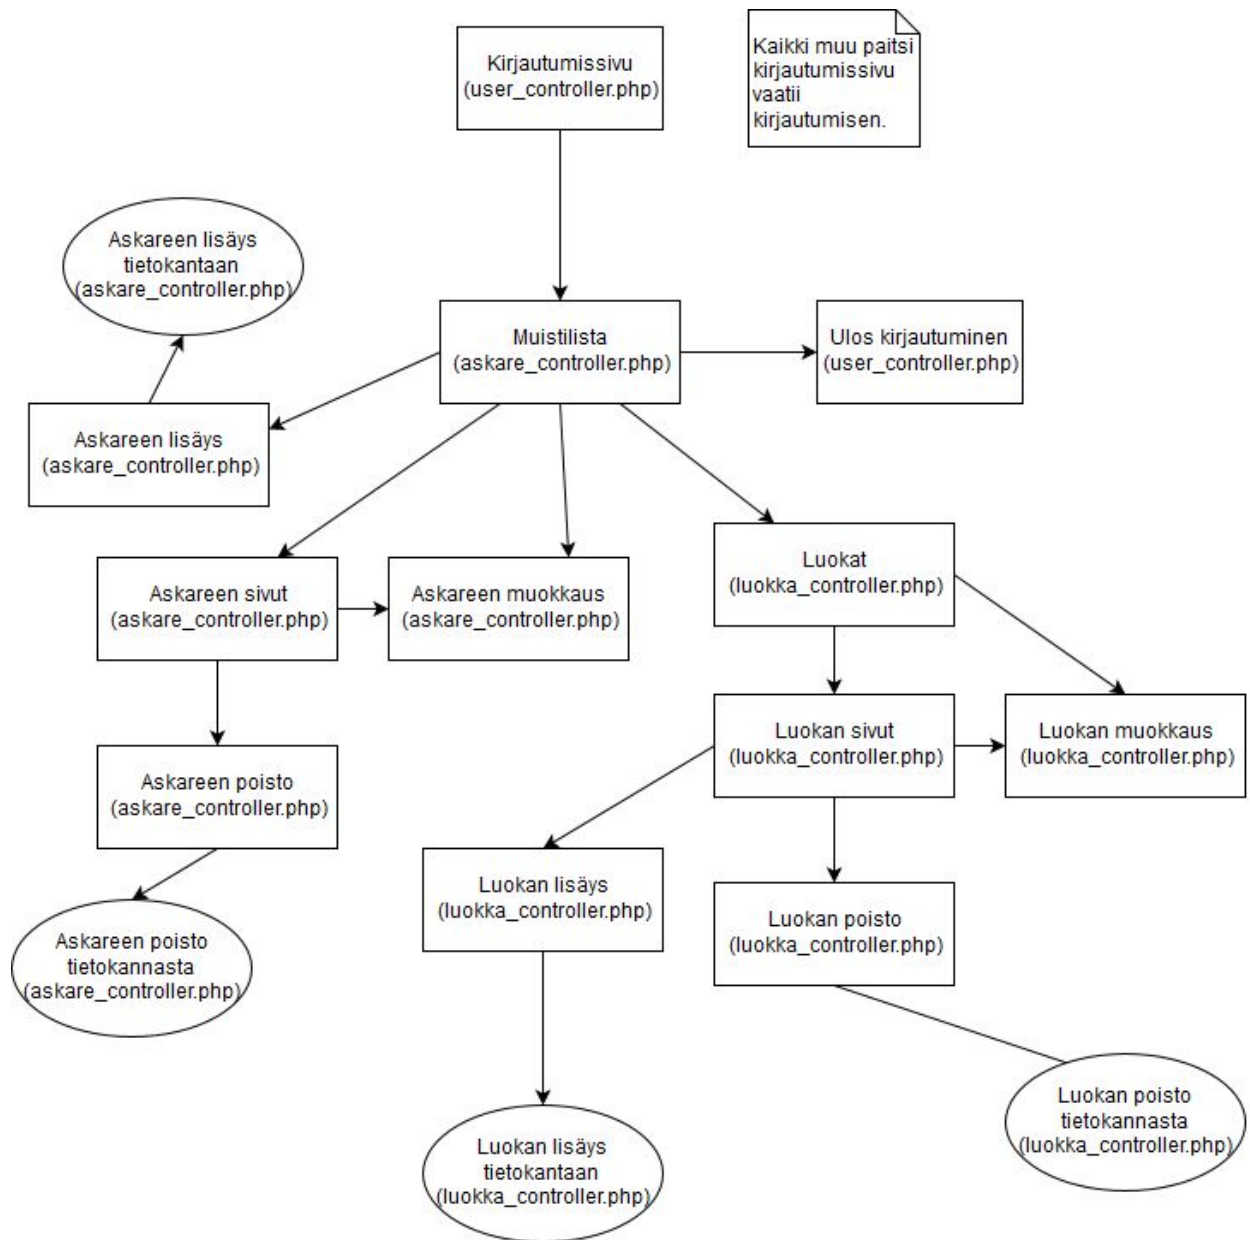 Kirjautumissivu
(user_controller.php)
Kaikki muu paitsi
kirjautumissivu
vaatii
kirjautumisen.
Askareen lisäys
tietokantaan
(askare_controller.php)
Muistilista
(askare_controller.php)
Ulos kirjautuminen
(user_controller.php)
Askareen lisäys
(askare_controller.php)
Askareen sivut
(askare_controller.php)
Askareen muokkaus
(askare_controller.php)
Luokat
(luokka_controller.php)
Luokan sivut
(luokka_controller.php)
Luokan muokkaus
(luokka_controller.php)
Askareen poisto
(askare_controller.php)
Luokan lisäys
(luokka_controller.php)
Luokan poisto
(luokka_controller.php)
Askareen poisto
tietokannasta
(askare_controller.php)
Luokan poisto
tietokannasta
(luokka_controller.php)
Luokan lisäys
tietokantaan
(luokka_controller.php)